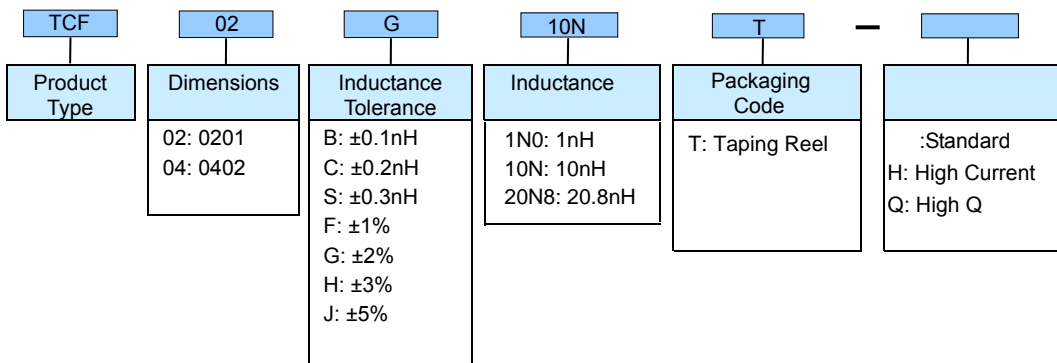 TCF 02 G 10N T –
Product
Type
Dimensions
02: 0201
04: 0402
Inductance
Tolerance
B: ±0.1nH
C: ±0.2nH
S: ±0.3nH
F: ±1%
G: ±2%
H: ±3%
J: ±5%
Inductance
1N0: 1nH
10N: 10nH
20N8: 20.8nH
Packaging
Code
T: Taping Reel
:Standard
H: High Current
Q: High Q